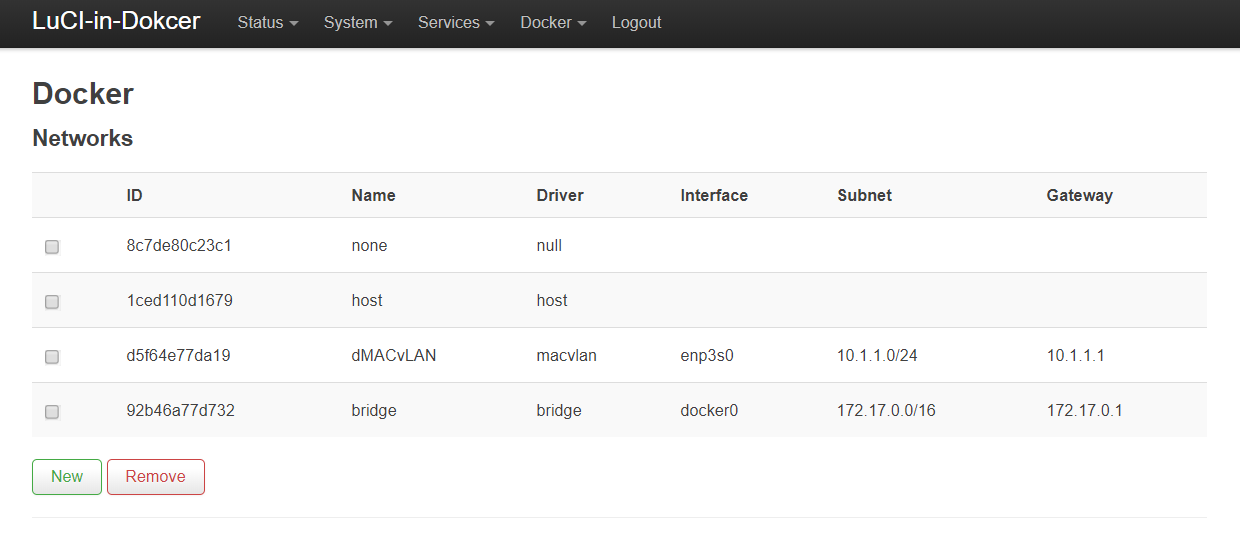 LuCI-in-Dokcer Status System Services Docker Logout
Docker
Networks
ID Name Driver Interface Subnet Gateway
8c7de80c23c1 none null
1ced110d1679 host host
d5f64e77da19 dMACvLAN macvlan enp3s0 10.1.1.0/24 10.1.1.1
92b46a77d732 bridge bridge docker0 172.17.0.0/16 172.17.0.1
New Remove